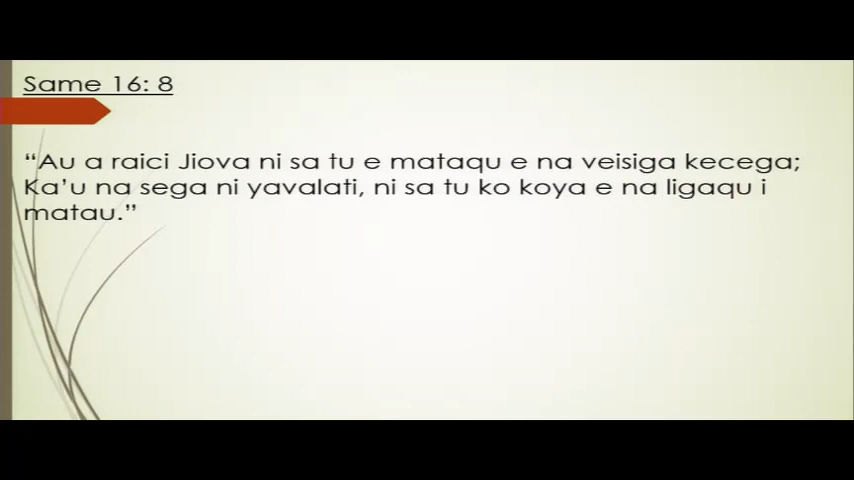 Same 16: 8
“Au a raici Jiova ni sa tu e mataqu e na veisiga kecega;
Ka’u na sega ni yavalati, ni sa tu ko koya e na ligaqu i
matau.”